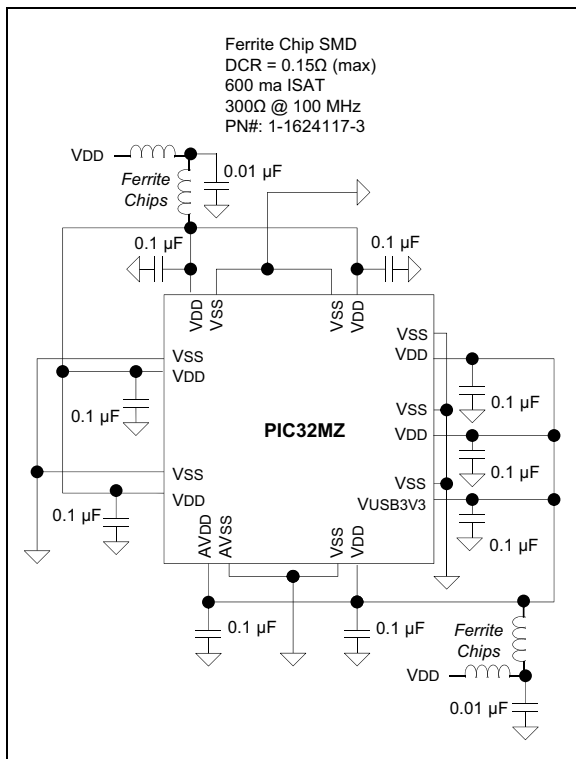 Ferrite Chip SMD
DCR = 0.15Ω (max)
600 ma ISAT
300Ω @ 100 MHz
PN#: 1-1624117-3
VDD
0.01 µF
Ferrite
Chips
0.1 µF
0.1 µF
VDD
VSS
VSS
VDD
VSS
VDD
VSS
VDD
0.1 µF
0.1 µF
VSS
PIC32MZ
VDD
0.1 µF
VSS
VDD
0.1 µF
VSS
VUSB3V3
0.1 µF
AVDD
AVSS
VSS
VDD
0.1 µF
0.1 µF
0.1 µF
Ferrite
Chips
VDD
0.01 µF